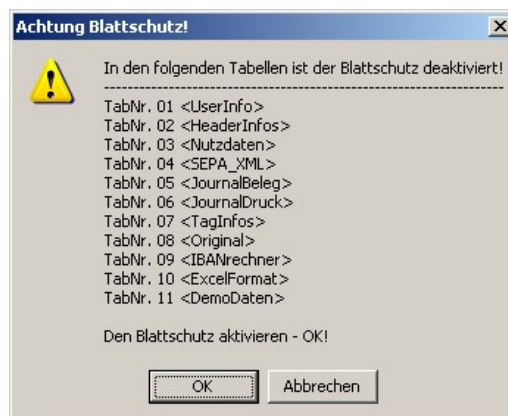 Achtung Blattschutz!
In den folgenden Tabellen ist der Blattschutz deaktiviert!
--------------------------------------------------------------------
TabNr. 01 <UserInfo>
TabNr. 02 <HeaderInfos>
TabNr. 03 <Nutzdaten>
TabNr. 04 <SEPA_XML>
TabNr. 05 <JournalBeleg>
TabNr. 06 <JournalDruck>
TabNr. 07 <TagInfos>
TabNr. 08 <Original>
TabNr. 09 <IBANrechner>
TabNr. 10 <ExcelFormat>
TabNr. 11 <DemoDaten>
Den Blattschutz aktivieren - OK!
OK Abbrechen